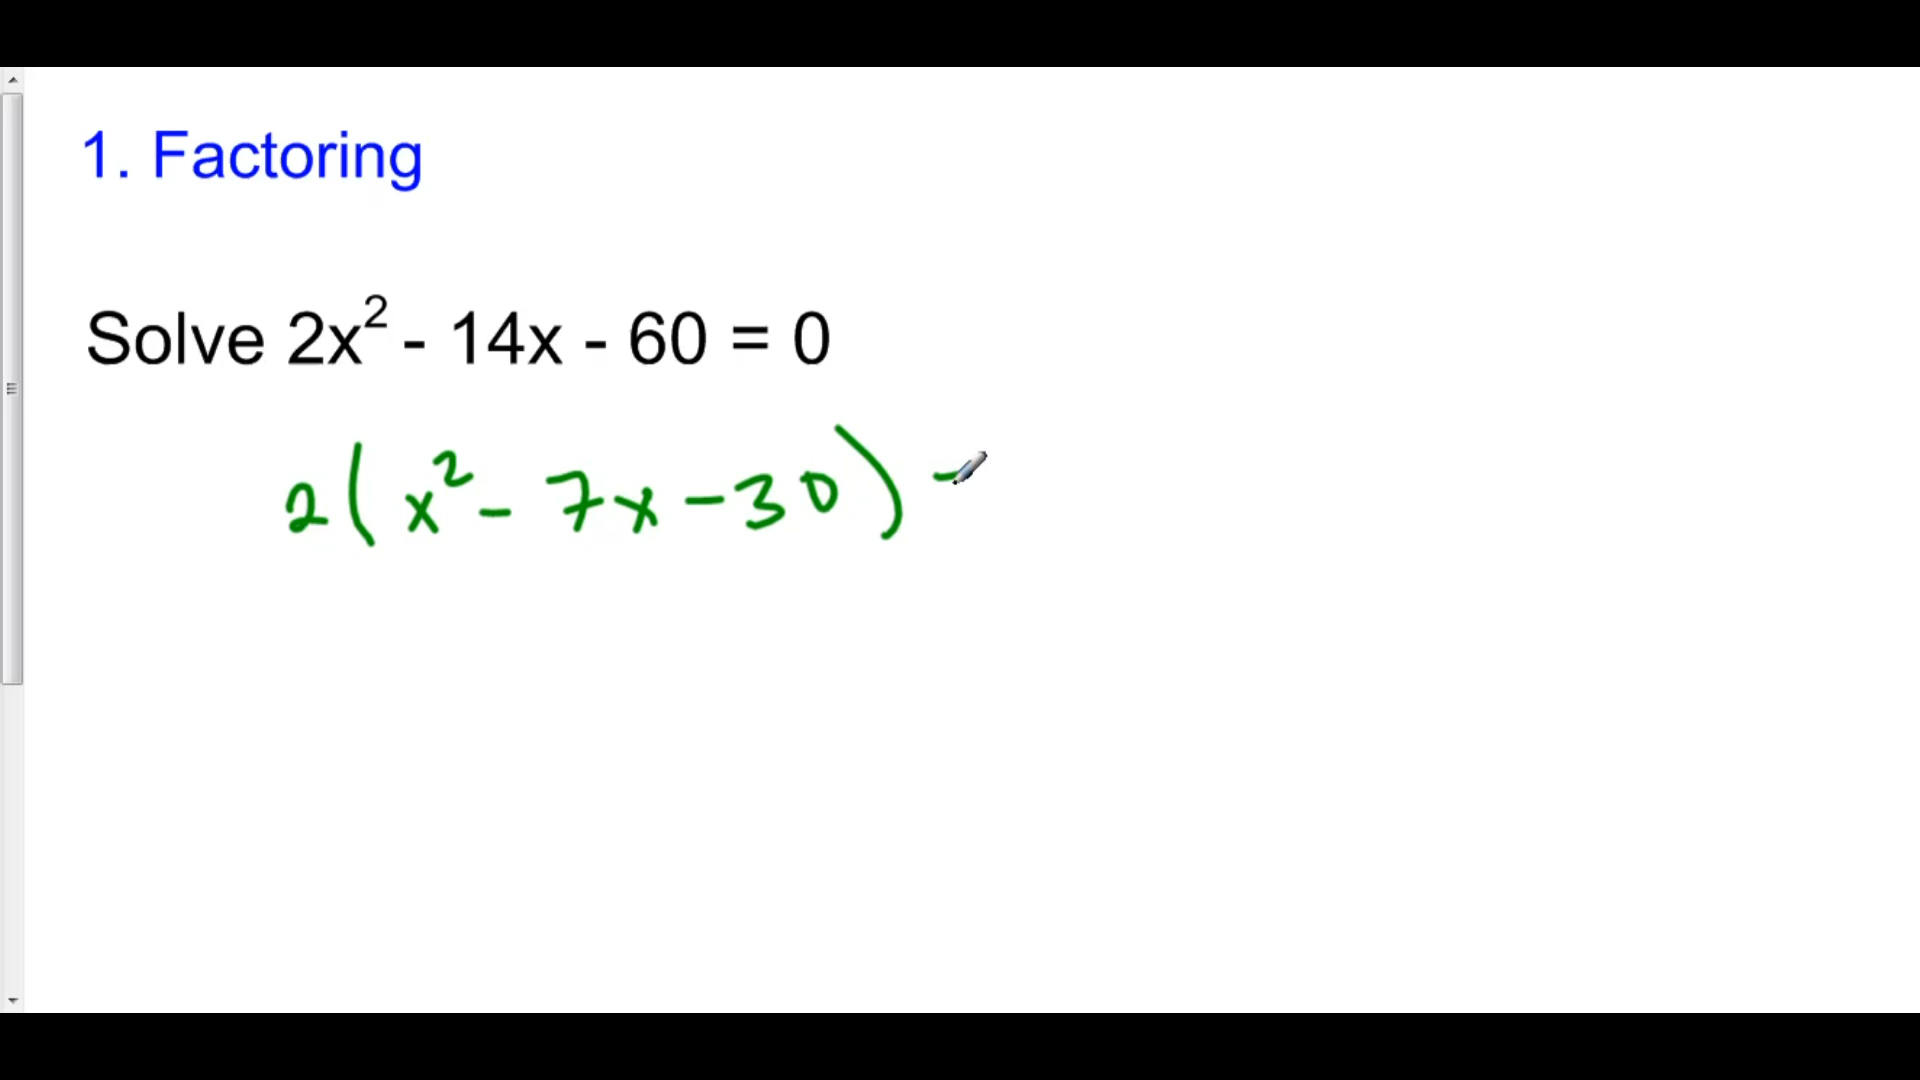 1. Factoring
Solve 2x² - 14x - 60 = 0
2(x² - 7x - 30) -